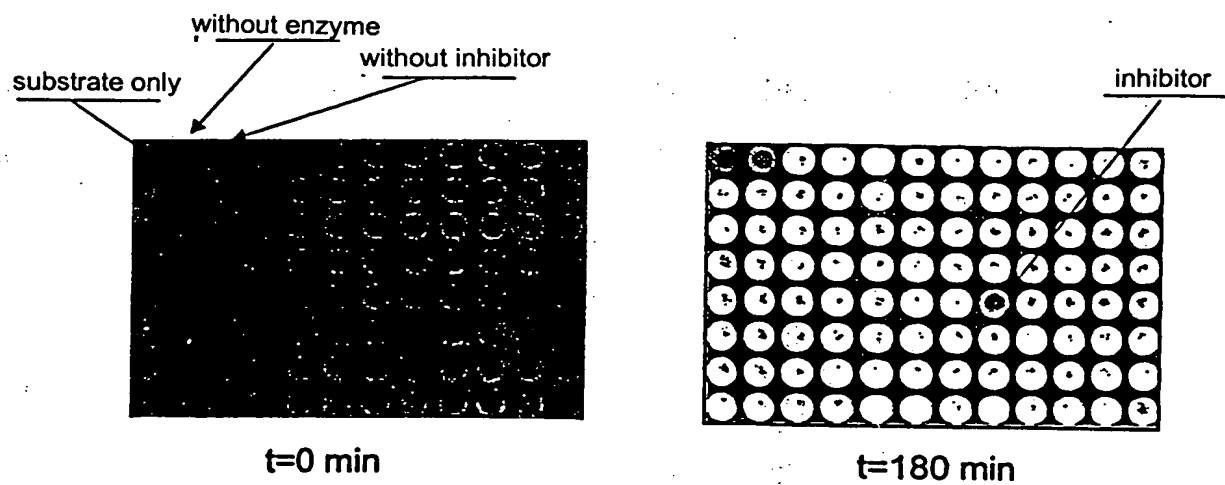 without enzyme
without inhibitor
substrate only
inhibitor
t=0 min
t=180 min